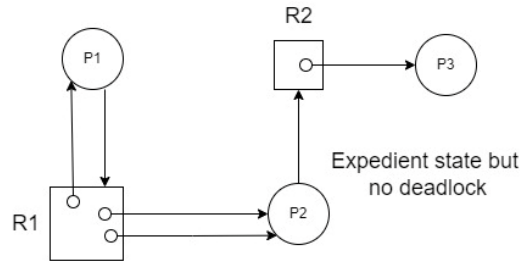 R2
P1
P3
Expedient state but
no deadlock
R1
P2